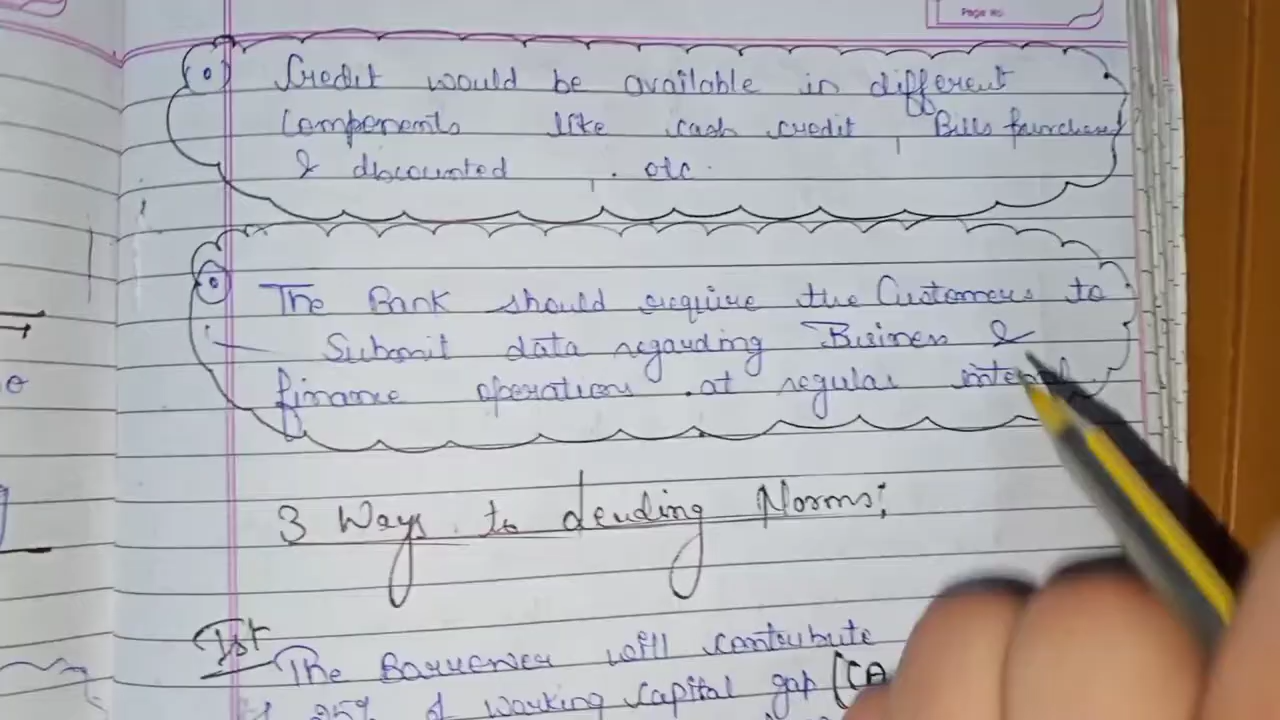 Page No.
Credit would be available in different
Components like cash credit , Bills purchased
& discounted , . etc.
The Bank should require the Customers to
Submit data regarding Business &
finance operations . at regular interval
3 Ways to Lending Norms:
Ist
The Borrower will contribute
25% of working capital gap (CA